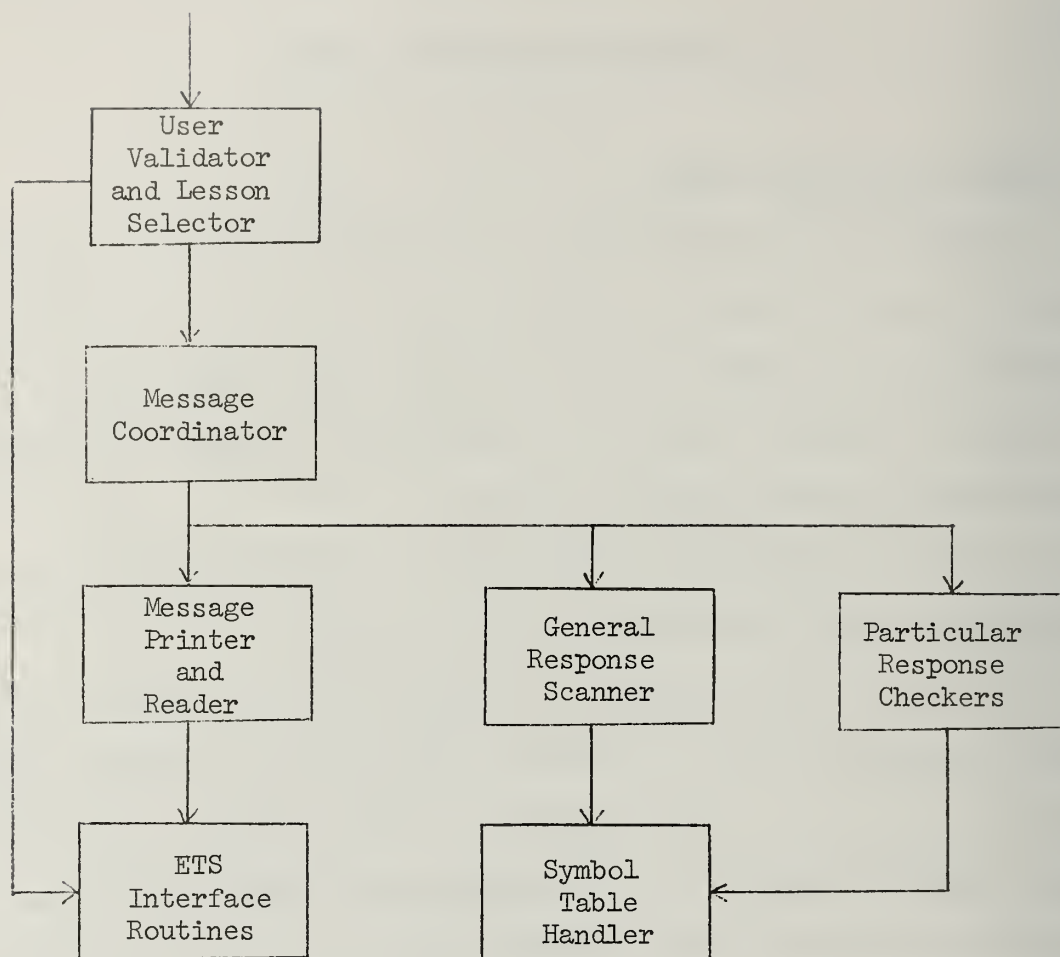 User
Validator
and Lesson
Selector
Message
Coordinator
Message
Printer
and
Reader
General
Response
Scanner
Particular
Response
Checkers
ETS
Interface
Routines
Symbol
Table
Handler